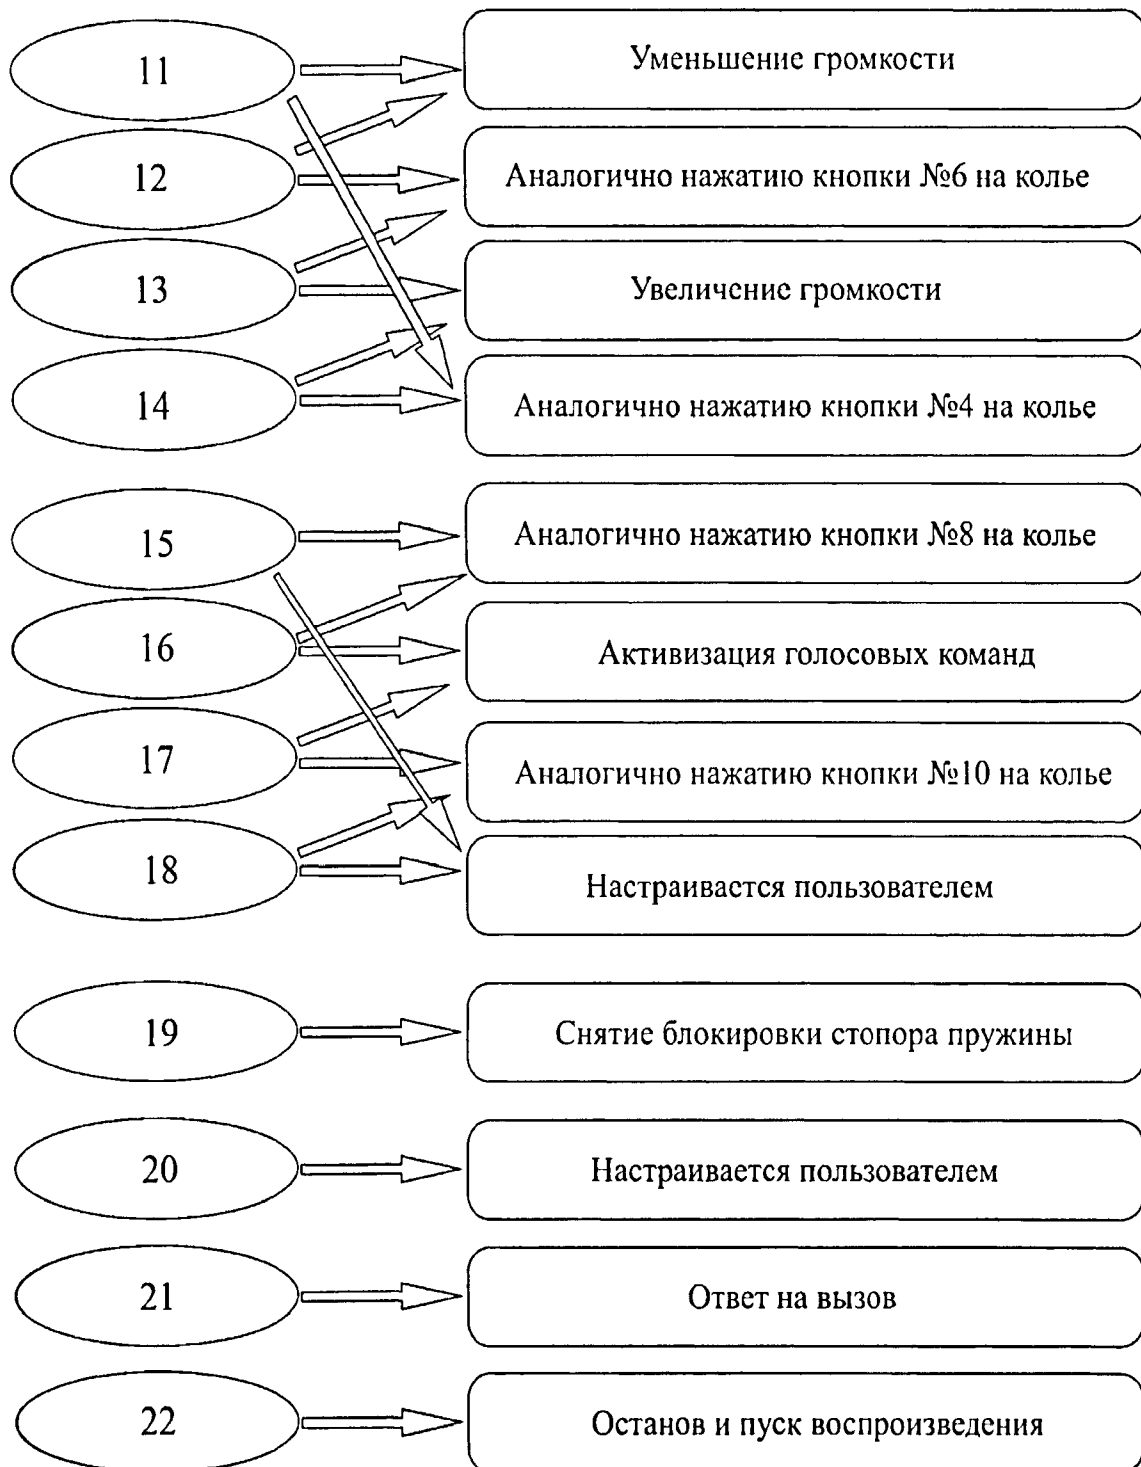 11
Уменьшение громкости
12
Аналогично нажатию кнопки №6 на колье
13
Увеличение громкости
14
Аналогично нажатию кнопки №4 на колье
15
Аналогично нажатию кнопки №8 на колье
16
Активизация голосовых команд
17
Аналогично нажатию кнопки №10 на колье
18
Настраивается пользователем
19
Снятие блокировки стопора пружины
20
Настраивается пользователем
21
Ответ на вызов
22
Останов и пуск воспроизведения